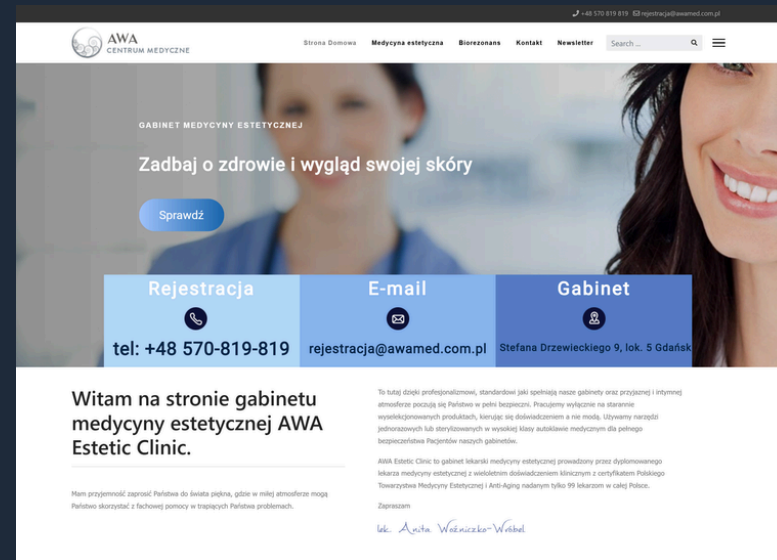 +48 570 819 819 rejestracja@awamed.com.pl
AWA
CENTRUM MEDYCZNE
Strona Domowa Medycyna estetyczna Biorezonans Kontakt Newsletter Search ...
GABINET MEDYCYNY ESTETYCZNEJ
Zadbaj o zdrowie i wygląd swojej skóry
Sprawdź
Rejestracja
tel: +48 570-819-819
E-mail
rejestracja@awamed.com.pl
Gabinet
Stefana Drzewieckiego 9, lok. 5 Gdańsk
Witam na stronie gabinetu
medycyny estetycznej AWA
Estetic Clinic.
Mam przyjemność zaprosić Państwa do świata piękna, gdzie w miłej atmosferze mogą
Państwo skorzystać z fachowej pomocy w trapiących Państwa problemach.
To tutaj dzięki profesjonalizmowi, standardowi jaki spełniają nasze gabinety oraz przyjaznej i intymnej
atmosferze poczują się Państwo w pełni bezpieczni. Pracujemy wyłącznie na starannie
wyselekcjonowanych produktach, kierując się doświadczeniem a nie modą. Używamy narzędzi
jednorazowych lub sterylizowanych w wysokiej klasy autoklawie medycznym dla pełnego
bezpieczeństwa Pacjentów naszych gabinetów.
AWA Estetic Clinic to gabinet lekarski medycyny estetycznej prowadzony przez dyplomowanego
lekarza medycyny estetycznej z wieloletnim doświadczeniem klinicznym z certyfikatem Polskiego
Towarzystwa Medycyny Estetycznej i Anti-Aging nadanym tylko 99 lekarzom w całej Polsce.
Zapraszam
lek. Anita Woźniczko-Wróbel